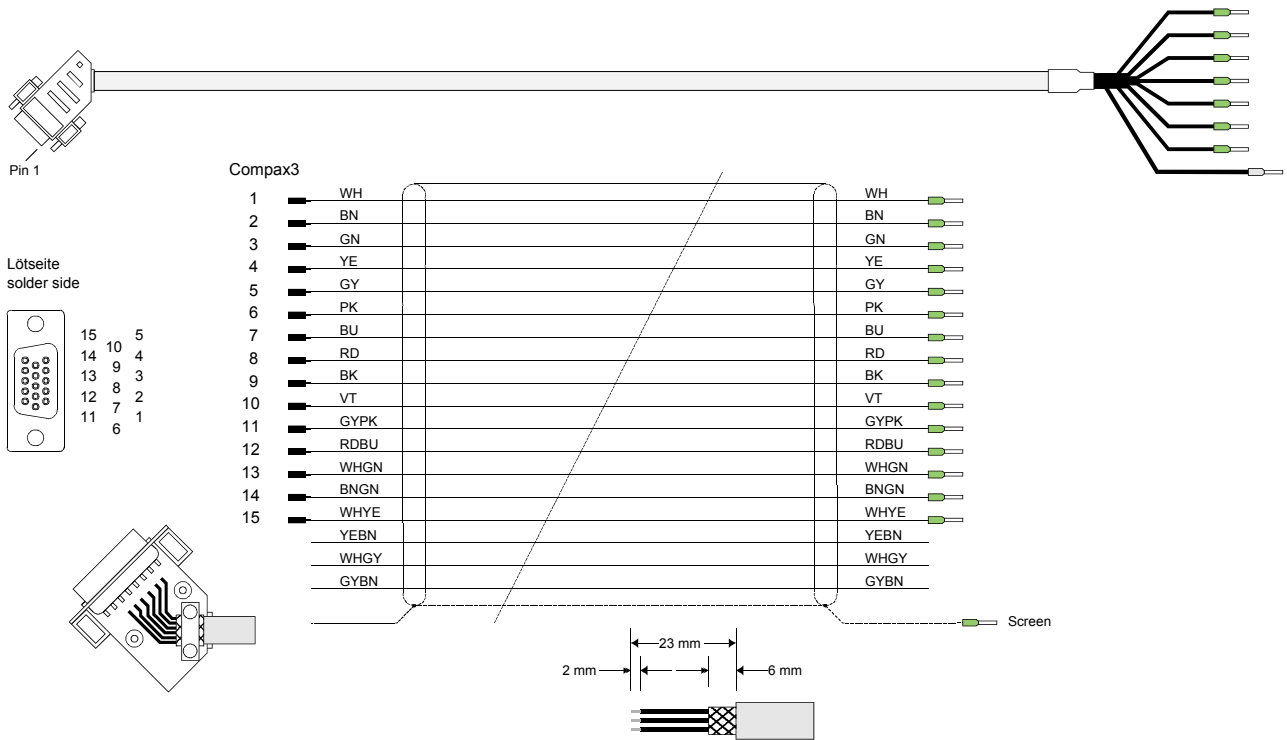 Pin 1
Compax3
1 WH WH
2 BN BN
3 GN GN
4 YE YE
5 GY GY
6 PK PK
7 BU BU
8 RD RD
9 BK BK
10 VT VT
11 GYPK GYPK
12 RDBU RDBU
13 WHGN WHGN
14 BNGN BNGN
15 WHYE WHYE
YEBN YEBN
WHGY WHGY
GYBN GYBN
Screen
Lötseite
solder side
15 5
10
14 4
9
13 3
8
12 2
7
11 1
6
23 mm
2 mm 6 mm